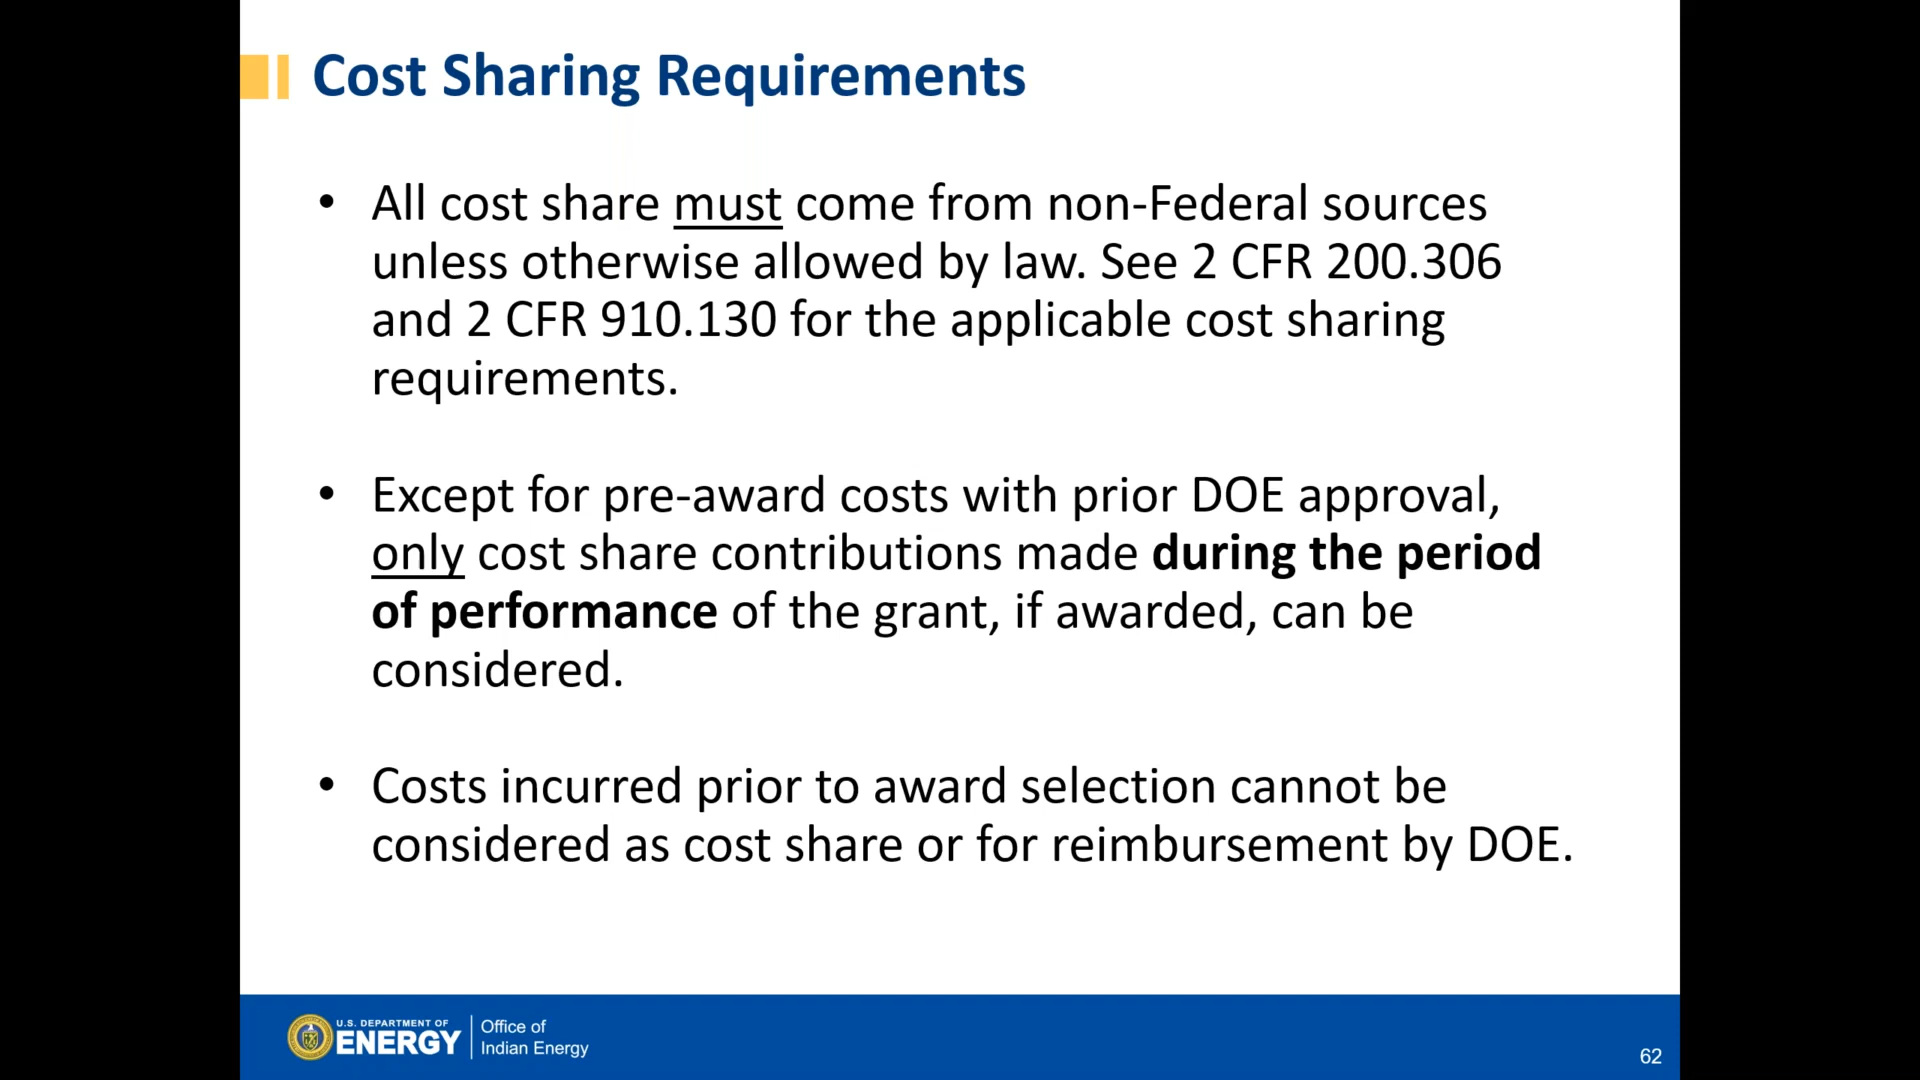 Cost Sharing Requirements
• All cost share must come from non-Federal sources
unless otherwise allowed by law. See 2 CFR 200.306
and 2 CFR 910.130 for the applicable cost sharing
requirements.
• Except for pre-award costs with prior DOE approval,
only cost share contributions made during the period
of performance of the grant, if awarded, can be
considered.
• Costs incurred prior to award selection cannot be
considered as cost share or for reimbursement by DOE.
U.S. DEPARTMENT OF
ENERGY
Office of
Indian Energy
62